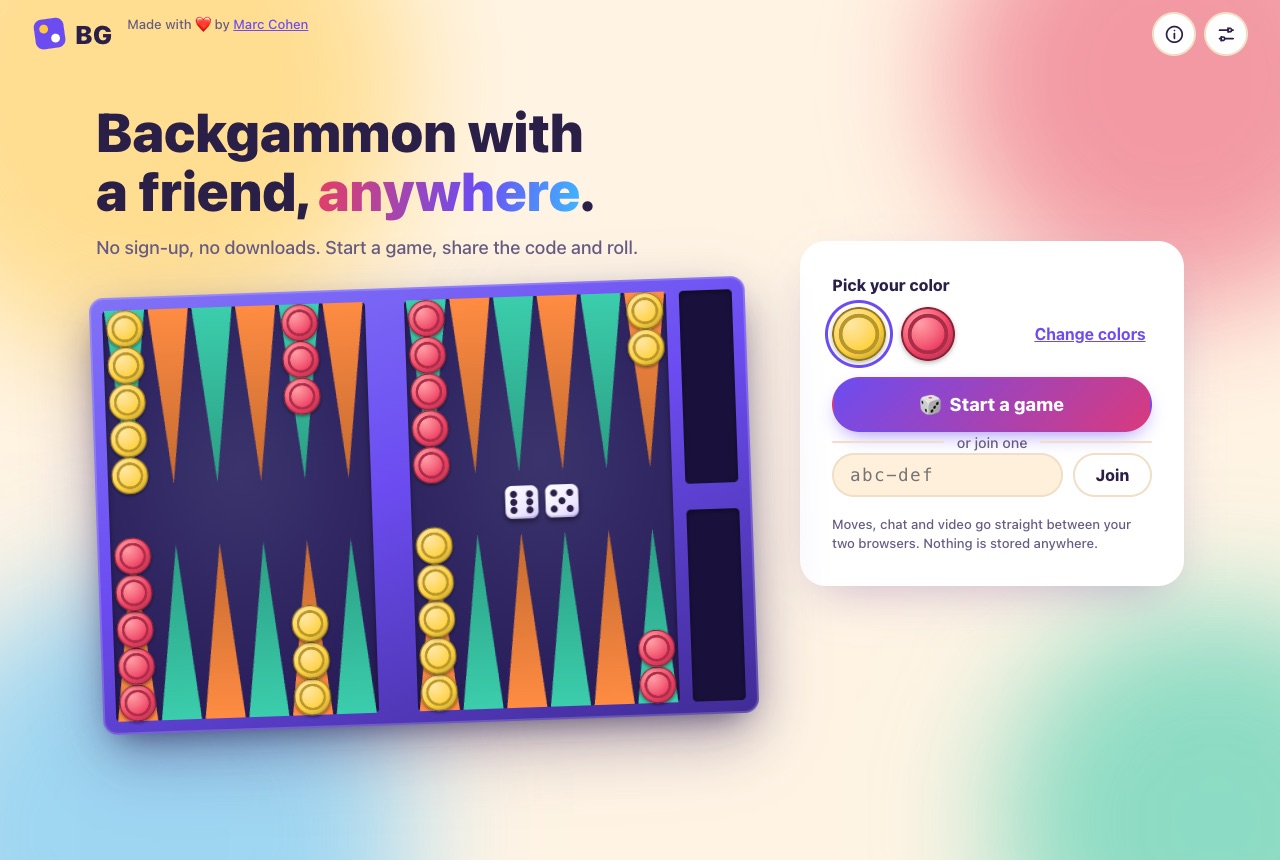 BG
Made with ❤️ by Marc Cohen
Backgammon with
a friend, anywhere.
No sign-up, no downloads. Start a game, share the code and roll.
Pick your color
Change colors
🎲 Start a game
or join one
abc-def
Join
Moves, chat and video go straight between your
two browsers. Nothing is stored anywhere.